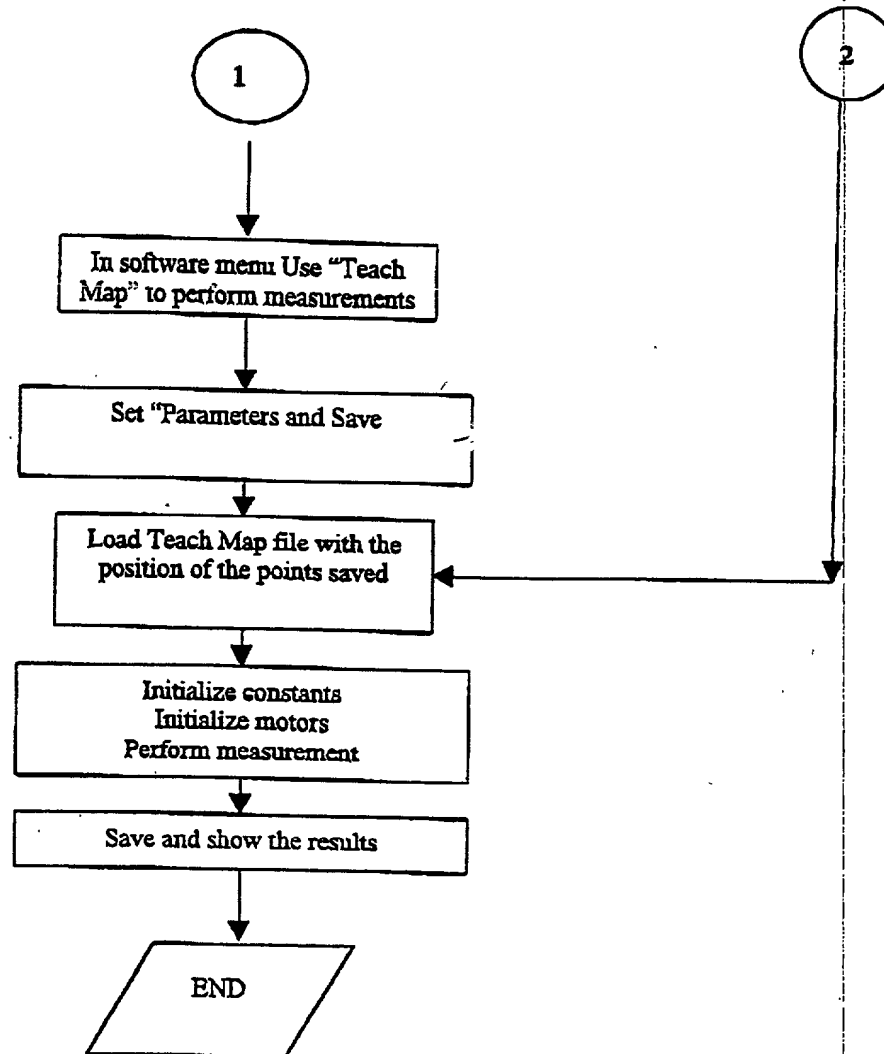 1
2
In software menu Use “Teach
Map” to perform measurements
Set “Parameters and Save
Load Teach Map file with the
position of the points saved
Initialize constants
Initialize motors
Perform measurement
Save and show the results
END